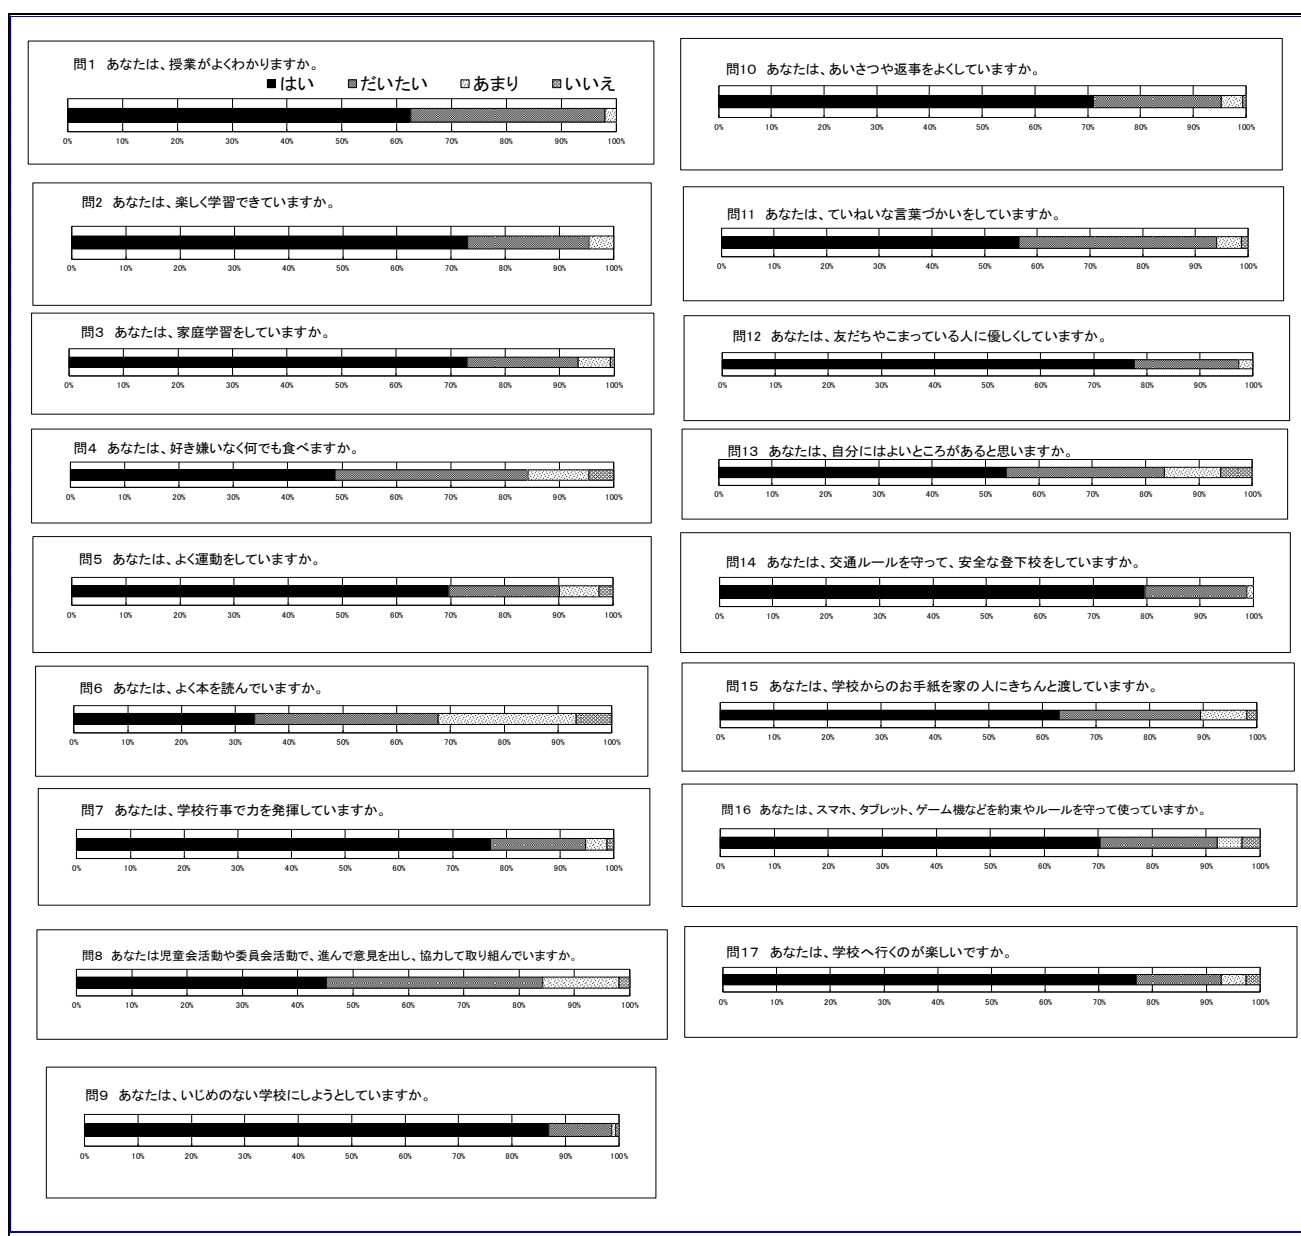 問1　あなたは、授業がよくわかりますか。
■はい　▩だいたい　▩あまり　▩いいえ
0% 10% 20% 30% 40% 50% 60% 70% 80% 90% 100%
問2　あなたは、楽しく学習できていますか。
0% 10% 20% 30% 40% 50% 60% 70% 80% 90% 100%
問3　あなたは、家庭学習をしていますか。
0% 10% 20% 30% 40% 50% 60% 70% 80% 90% 100%
問4　あなたは、好き嫌いなく何でも食べますか。
0% 10% 20% 30% 40% 50% 60% 70% 80% 90% 100%
問5　あなたは、よく運動をしていますか。
0% 10% 20% 30% 40% 50% 60% 70% 80% 90% 100%
問6　あなたは、よく本を読んでいますか。
0% 10% 20% 30% 40% 50% 60% 70% 80% 90% 100%
問7　あなたは、学校行事で力を発揮していますか。
0% 10% 20% 30% 40% 50% 60% 70% 80% 90% 100%
問8　あなたは児童会活動や委員会活動で、進んで意見を出し、協力して取り組んでいますか。
0% 10% 20% 30% 40% 50% 60% 70% 80% 90% 100%
問9　あなたは、いじめのない学校にしようとしていますか。
0% 10% 20% 30% 40% 50% 60% 70% 80% 90% 100%
問10　あなたは、あいさつや返事をよくしていますか。
0% 10% 20% 30% 40% 50% 60% 70% 80% 90% 100%
問11　あなたは、ていねいな言葉づかいをしていますか。
0% 10% 20% 30% 40% 50% 60% 70% 80% 90% 100%
問12　あなたは、友だちやこまっている人に優しくしていますか。
0% 10% 20% 30% 40% 50% 60% 70% 80% 90% 100%
問13　あなたは、自分にはよいところがあると思いますか。
0% 10% 20% 30% 40% 50% 60% 70% 80% 90% 100%
問14　あなたは、交通ルールを守って、安全な登下校をしていますか。
0% 10% 20% 30% 40% 50% 60% 70% 80% 90% 100%
問15　あなたは、学校からのお手紙を家の人にきちんと渡していますか。
0% 10% 20% 30% 40% 50% 60% 70% 80% 90% 100%
問16　あなたは、スマホ、タブレット、ゲーム機などを約束やルールを守って使っていますか。
0% 10% 20% 30% 40% 50% 60% 70% 80% 90% 100%
問17　あなたは、学校へ行くのが楽しいですか。
0% 10% 20% 30% 40% 50% 60% 70% 80% 90% 100%